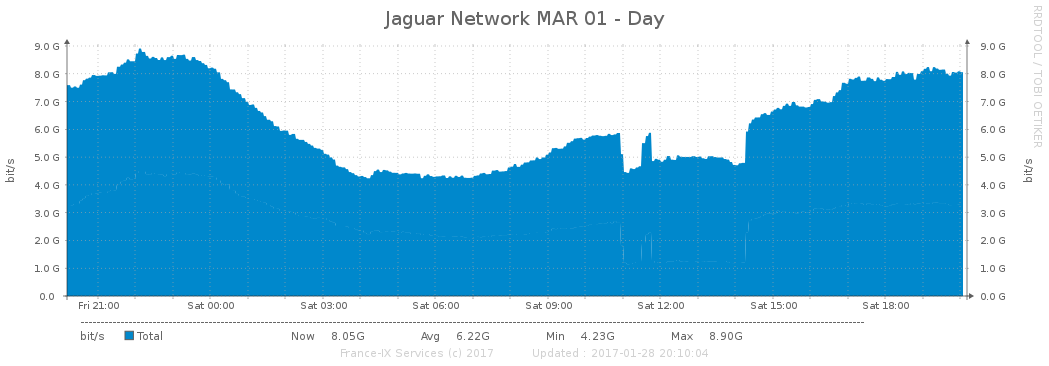 Jaguar Network MAR 01 - Day
RRDTOOL / TOBI OETIKER
9.0 G 9.0 G
8.0 G 8.0 G
7.0 G 7.0 G
6.0 G 6.0 G
5.0 G 5.0 G
4.0 G 4.0 G
3.0 G 3.0 G
2.0 G 2.0 G
1.0 G 1.0 G
0.0 0.0 G
bit/s bit/s
Fri 21:00 Sat 00:00 Sat 03:00 Sat 06:00 Sat 09:00 Sat 12:00 Sat 15:00 Sat 18:00
bit/s Total Now 8.05G Avg 6.22G Min 4.23G Max 8.90G
France-IX Services (c) 2017 Updated : 2017-01-28 20:10:04